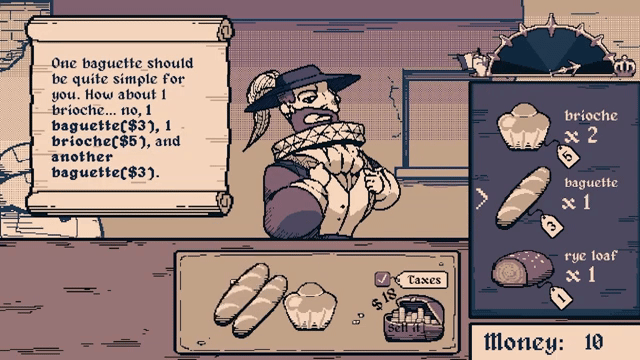 One baguette should
be quite simple for
you. How about 1
brioche... no, 1
baguette($3), 1
brioche($5), and
another
baguette($3).
brioche
x 2
5
baguette
x 1
3
rye loaf
x 1
1
Taxes
$18
Sell it
Money: 10